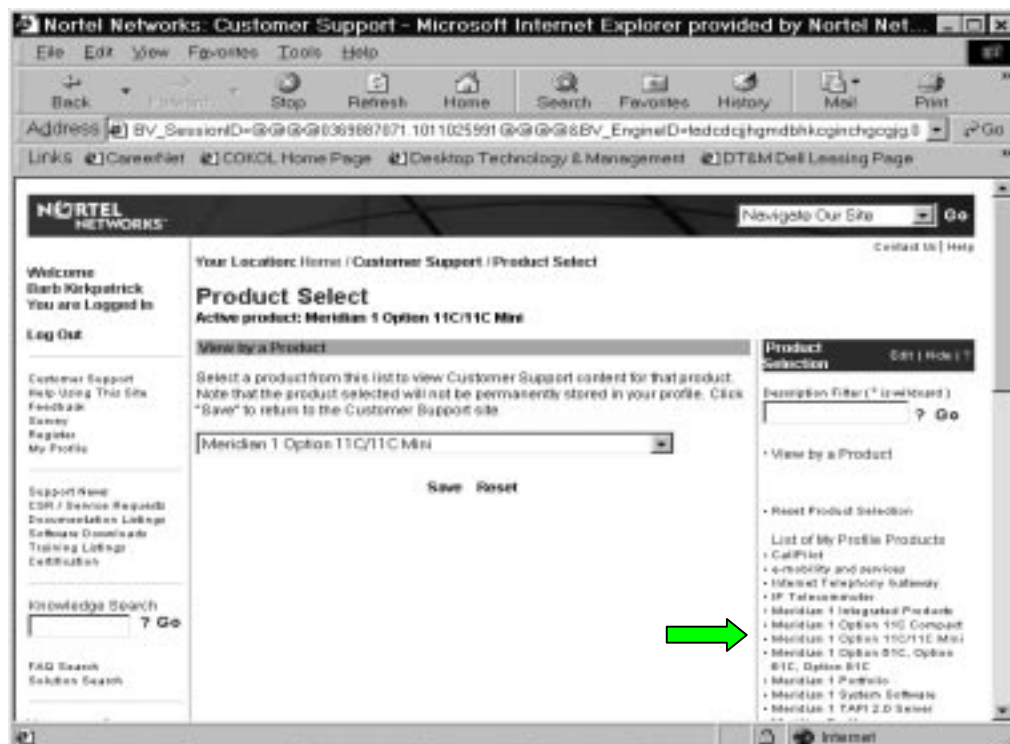 Nortel Networks: Customer Support - Microsoft Internet Explorer provided by Nortel Net...
File Edit View Favorites Tools Help
Back Forward Stop Refresh Home Search Favorites History Mail Print
Address BV_SessionID=@@@@0369887071.1011025991@@@@&BV_EngineID= Go
Links CareerNet COKOL Home Page Desktop Technology & Management DT&M Dell Leasing Page
NORTEL
NETWORKS
Navigate Our Site Go
Contact Us | Help
Your Location: Home / Customer Support / Product Select
Welcome
Barb Kirkpatrick
You are Logged In
Log Out
Customer Support
Help Using This Site
Feedback
Survey
Register
My Profile
Support News
CSR / Service Requests
Documentation Listings
Software Downloads
Training Listings
Certification
Knowledge Search
? Go
FAQ Search
Solution Search
Product Select
Active product: Meridian 1 Option 11C/11C Mini
View by a Product
Select a product from this list to view Customer Support content for that product.
Note that the product selected will not be permanently stored in your profile. Click
"Save" to return to the Customer Support site.
Meridian 1 Option 11C/11C Mini
Save Reset
Product
Selection
Edit | Hide | ?
Description Filter (* is wildcard)
? Go
• View by a Product
• Reset Product Selection
List of My Profile Products
• CallPilot
• e-mobility and services
• Internet Telephony Gateway
• IP Telecommuter
• Meridian 1 Integrated Products
• Meridian 1 Option 11C Compact
• Meridian 1 Option 11C/11C Mini
• Meridian 1 Option 51C, Option
61C, Option 81C
• Meridian 1 Portfolio
• Meridian 1 System Software
• Meridian 1 TAPI 2.0 Server
Internet